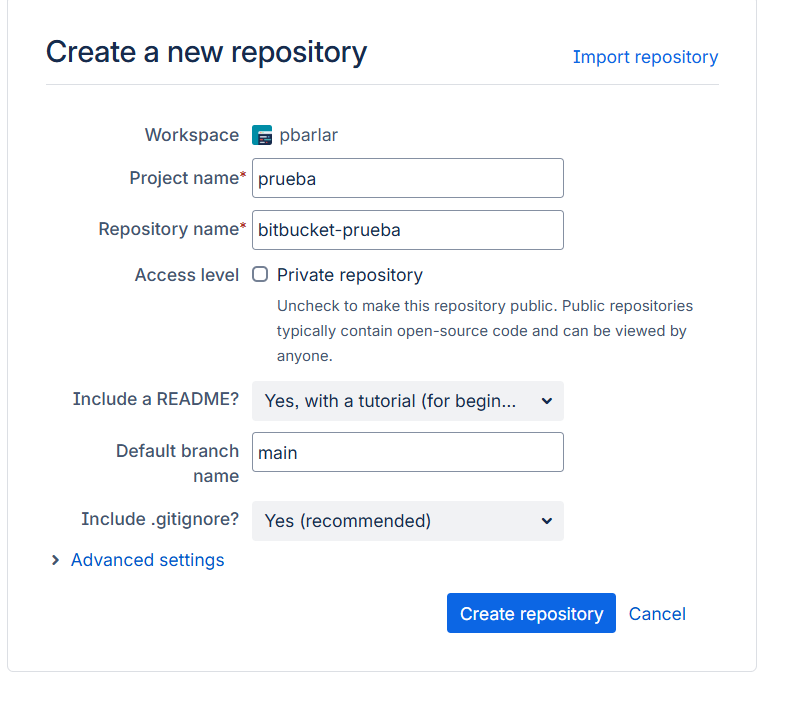 Create a new repository
Import repository
Workspace pbarlar
Project name* prueba
Repository name* bitbucket-prueba
Access level Private repository
Uncheck to make this repository public. Public repositories
typically contain open-source code and can be viewed by
anyone.
Include a README? Yes, with a tutorial (for begin...
Default branch
name
main
Include .gitignore? Yes (recommended)
Advanced settings
Create repository Cancel